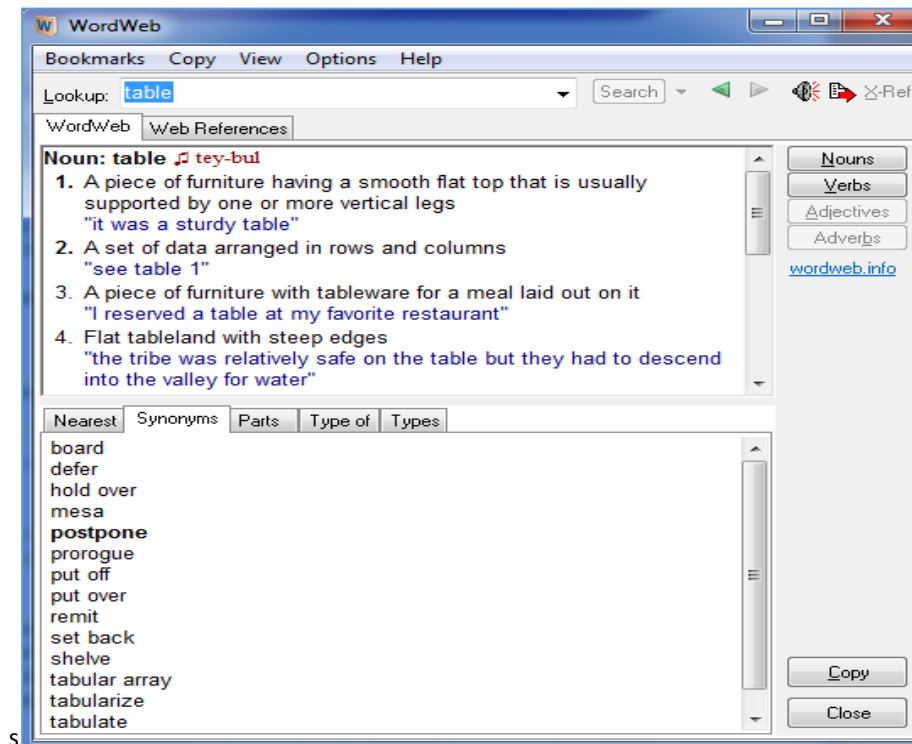 WordWeb
Bookmarks Copy View Options Help
Lookup: table Search X-Ref
WordWeb Web References
Noun: table ♫ tey-bul
1. A piece of furniture having a smooth flat top that is usually
supported by one or more vertical legs
"it was a sturdy table"
2. A set of data arranged in rows and columns
"see table 1"
3. A piece of furniture with tableware for a meal laid out on it
"I reserved a table at my favorite restaurant"
4. Flat tableland with steep edges
"the tribe was relatively safe on the table but they had to descend
into the valley for water"
Nouns
Verbs
Adjectives
Adverbs
wordweb.info
Nearest Synonyms Parts Type of Types
board
defer
hold over
mesa
postpone
prorogue
put off
put over
remit
set back
shelve
tabular array
tabularize
tabulate
Copy
Close
s